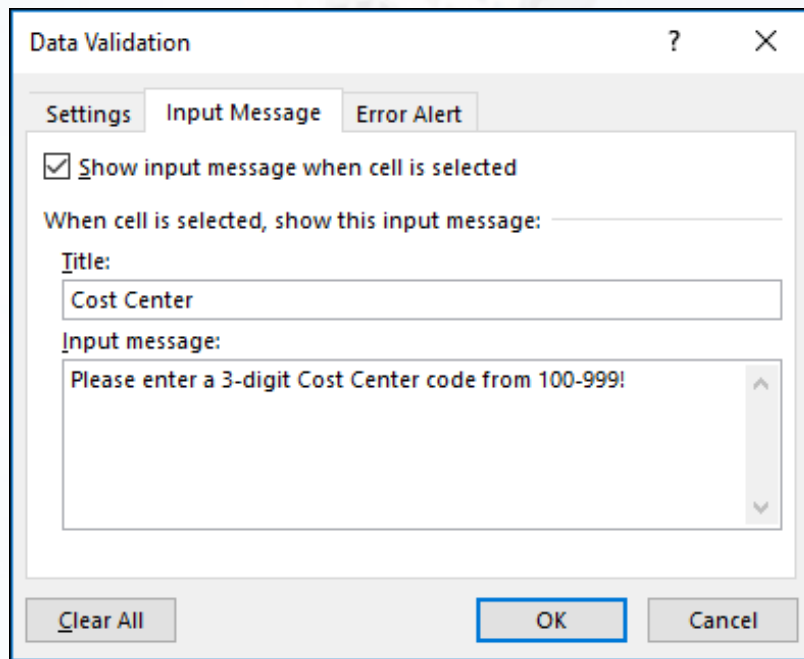 Data Validation ?
Settings Input Message Error Alert
Show input message when cell is selected
When cell is selected, show this input message:
Title:
Cost Center
Input message:
Please enter a 3-digit Cost Center code from 100-999!
Clear All OK Cancel